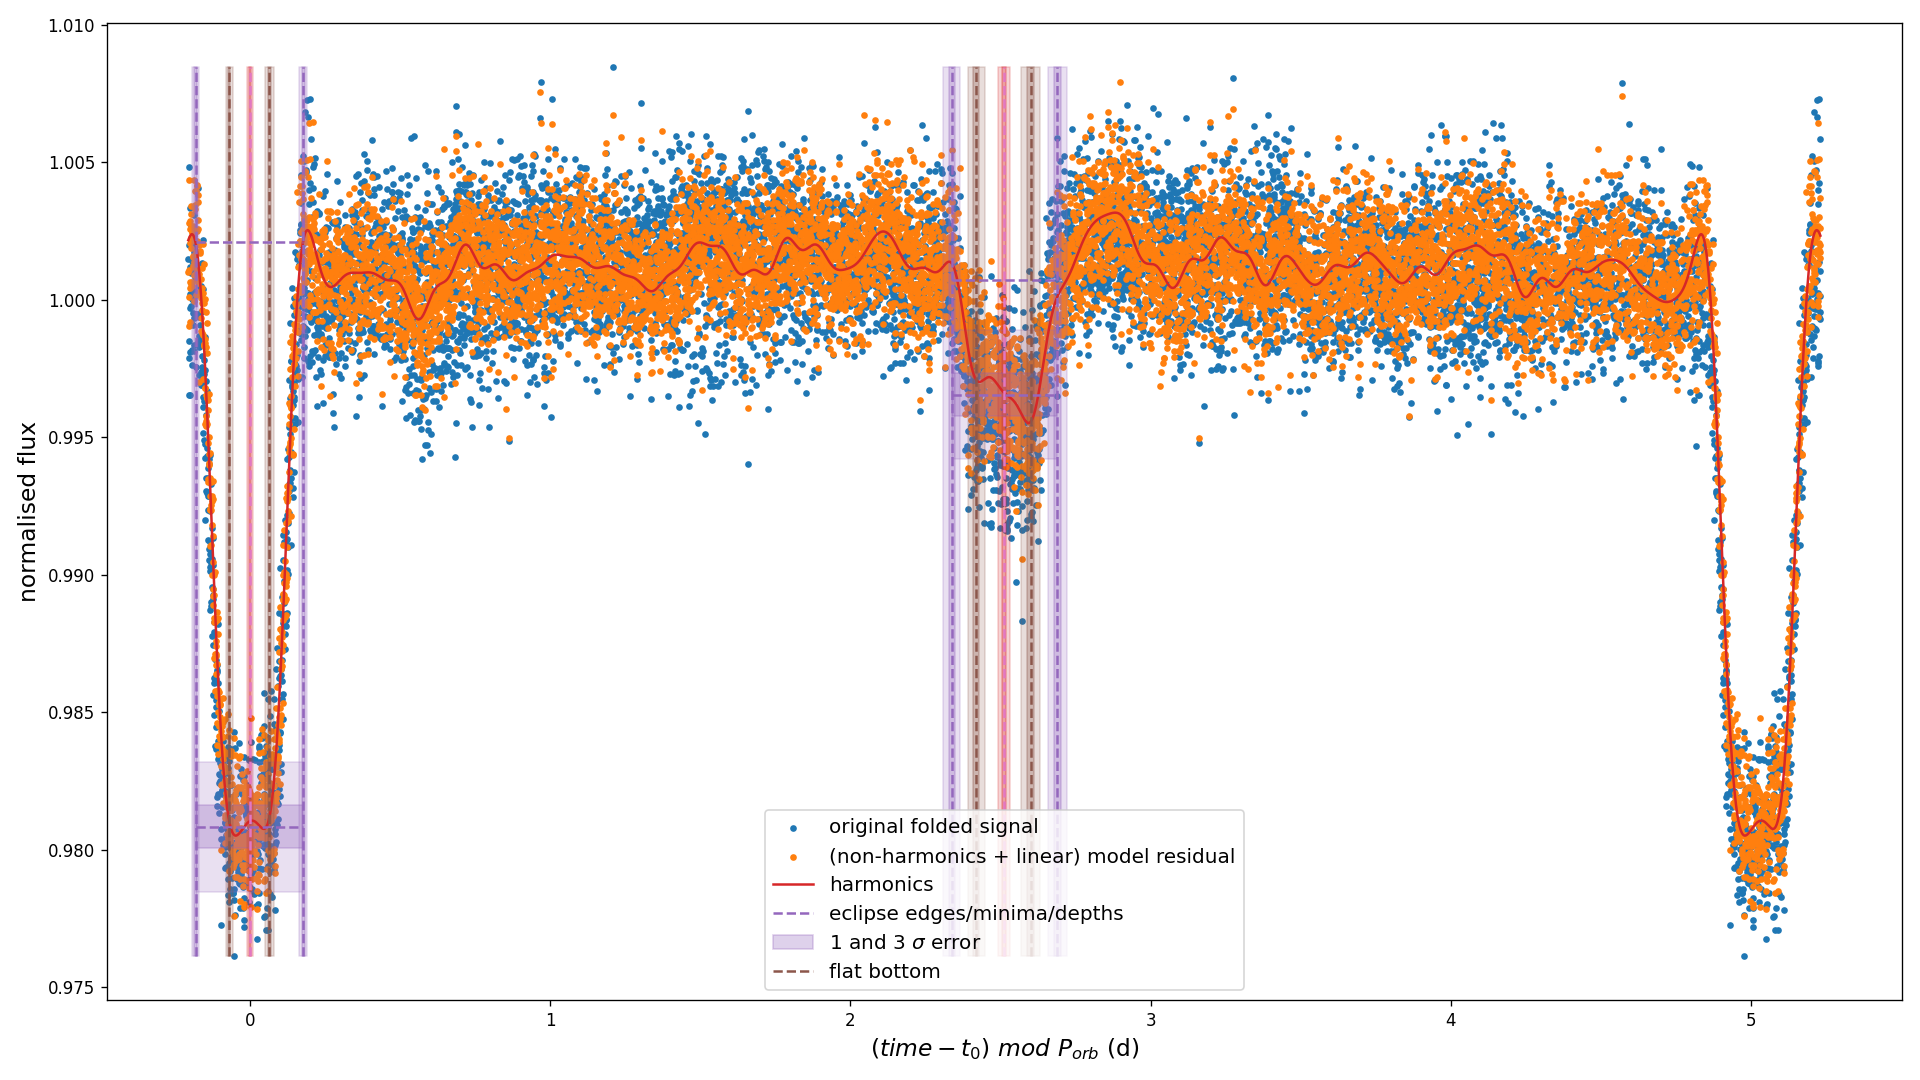 1.010
1.005
1.000
0.995
0.990
0.985
0.980
0.975
normalised flux
original folded signal
(non-harmonics + linear) model residual
harmonics
eclipse edges/minima/depths
1 and 3 σ error
flat bottom
0 1 2 3 4 5
(time − t₀) mod Pₒᵣb (d)